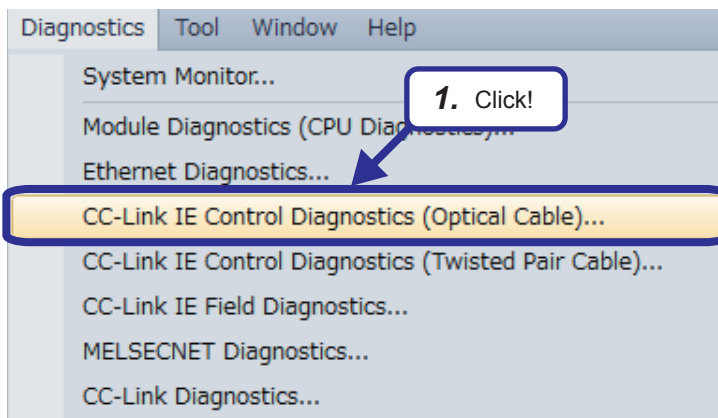 Diagnostics Tool Window Help
System Monitor...
1. Click!
Module Diagnostics (CPU Diagnostics)...
Ethernet Diagnostics...
CC-Link IE Control Diagnostics (Optical Cable)...
CC-Link IE Control Diagnostics (Twisted Pair Cable)...
CC-Link IE Field Diagnostics...
MELSECNET Diagnostics...
CC-Link Diagnostics...